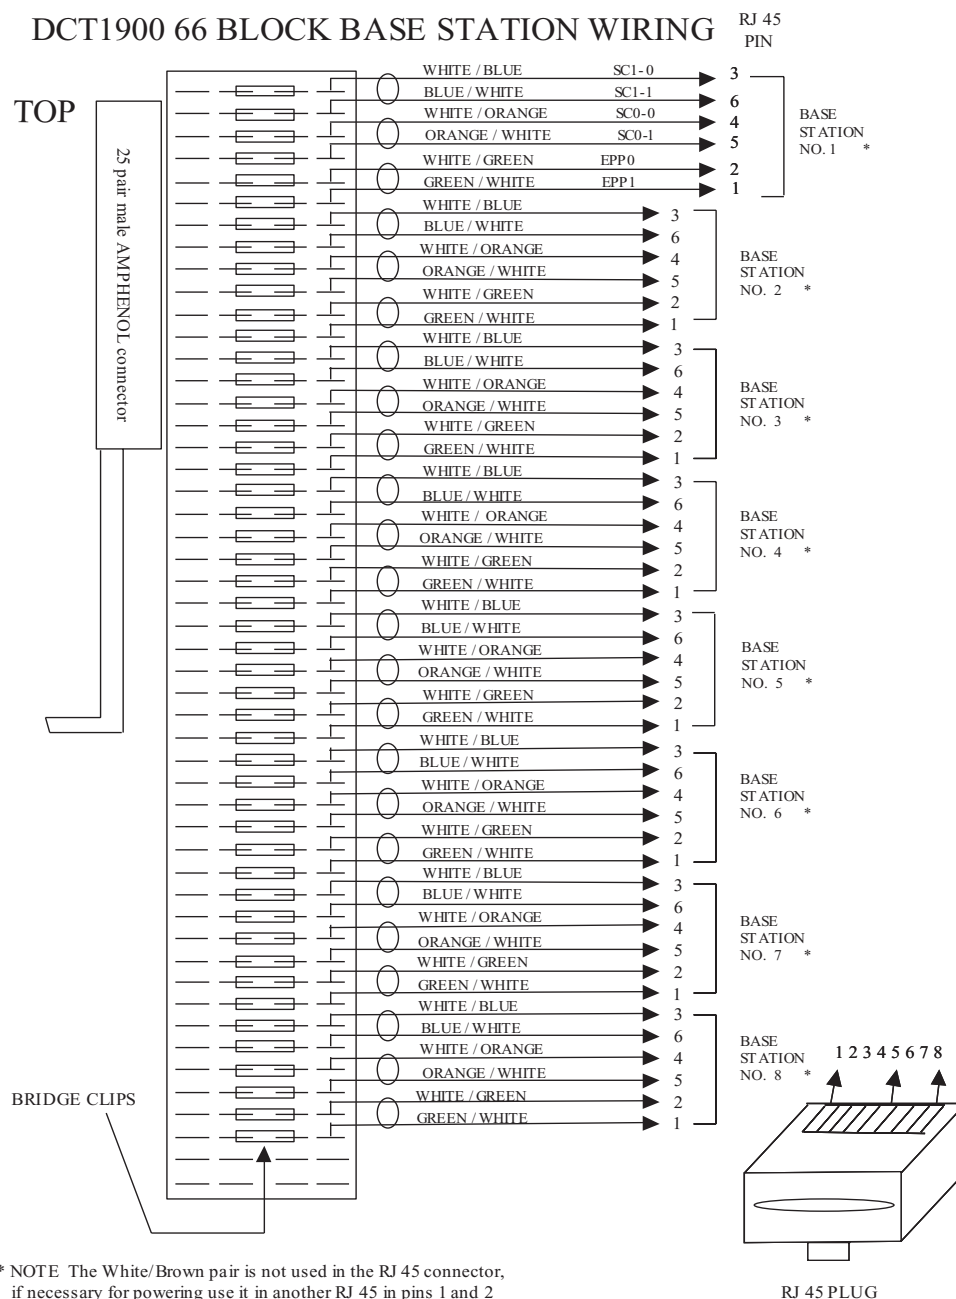 DCT1900 66 BLOCK BASE STATION WIRING
RJ 45
PIN
TOP
25 pair male AMPHENOL connector
WHITE / BLUE SC1-0 3
BLUE / WHITE SC1-1 6
WHITE / ORANGE SC0-0 4
ORANGE / WHITE SC0-1 5
WHITE / GREEN EPP0 2
GREEN / WHITE EPP1 1
BASE
STATION
NO. 1 *
WHITE / BLUE 3
BLUE / WHITE 6
WHITE / ORANGE 4
ORANGE / WHITE 5
WHITE / GREEN 2
GREEN / WHITE 1
BASE
STATION
NO. 2 *
WHITE / BLUE 3
BLUE / WHITE 6
WHITE / ORANGE 4
ORANGE / WHITE 5
WHITE / GREEN 2
GREEN / WHITE 1
BASE
STATION
NO. 3 *
WHITE / BLUE 3
BLUE / WHITE 6
WHITE / ORANGE 4
ORANGE / WHITE 5
WHITE / GREEN 2
GREEN / WHITE 1
BASE
STATION
NO. 4 *
WHITE / BLUE 3
BLUE / WHITE 6
WHITE / ORANGE 4
ORANGE / WHITE 5
WHITE / GREEN 2
GREEN / WHITE 1
BASE
STATION
NO. 5 *
WHITE / BLUE 3
BLUE / WHITE 6
WHITE / ORANGE 4
ORANGE / WHITE 5
WHITE / GREEN 2
GREEN / WHITE 1
BASE
STATION
NO. 6 *
WHITE / BLUE 3
BLUE / WHITE 6
WHITE / ORANGE 4
ORANGE / WHITE 5
WHITE / GREEN 2
GREEN / WHITE 1
BASE
STATION
NO. 7 *
WHITE / BLUE 3
BLUE / WHITE 6
WHITE / ORANGE 4
ORANGE / WHITE 5
WHITE / GREEN 2
GREEN / WHITE 1
BASE
STATION
NO. 8 *
1 2 3 4 5 6 7 8
BRIDGE CLIPS
* NOTE The White/Brown pair is not used in the RJ 45 connector,
if necessary for powering use it in another RJ 45 in pins 1 and 2
RJ 45 PLUG